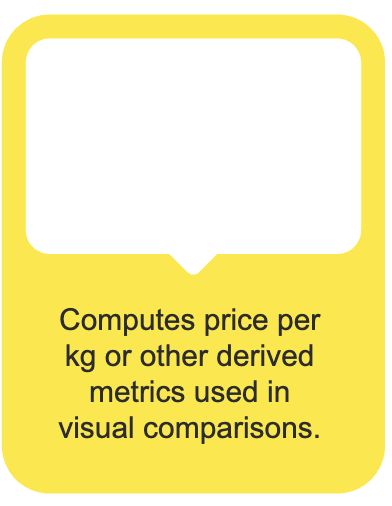 Computes price per
kg or other derived
metrics used in
visual comparisons.